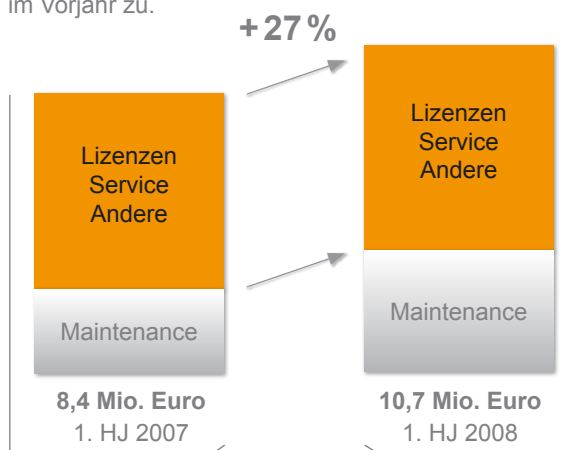 im Vorjahr zu.
+ 27 %
Lizenzen
Service
Andere
Maintenance
8,4 Mio. Euro
1. HJ 2007
Lizenzen
Service
Andere
Maintenance
10,7 Mio. Euro
1. HJ 2008